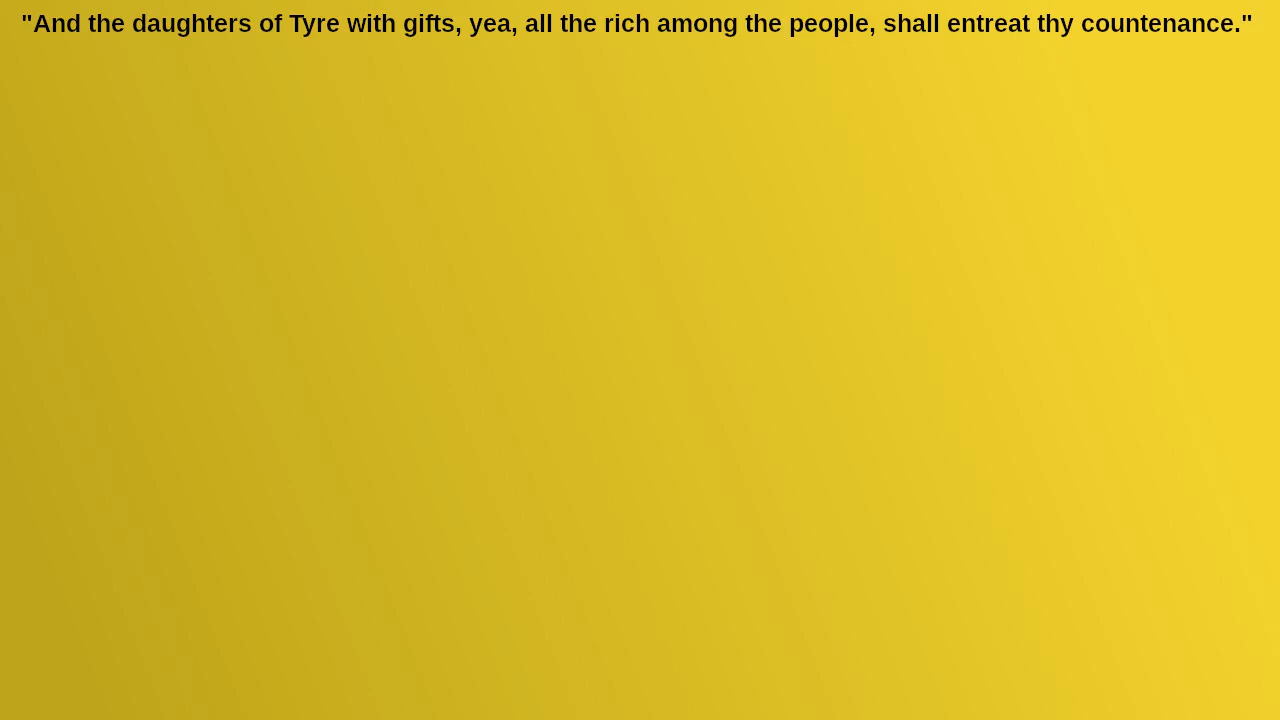 "And the daughters of Tyre with gifts, yea, all the rich among the people, shall entreat thy countenance."